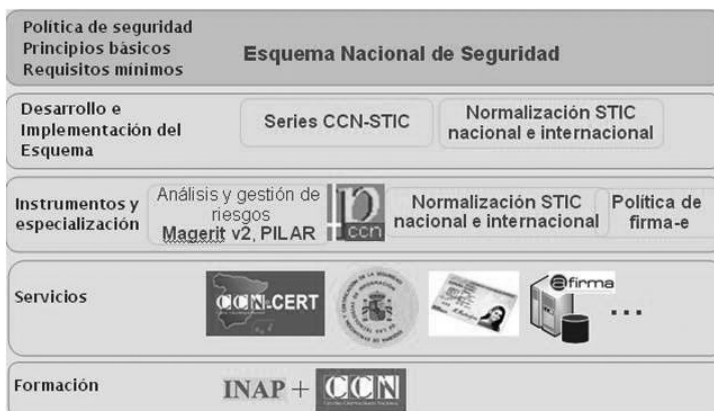 Política de seguridad
Principios básicos
Requisitos mínimos
Esquema Nacional de Seguridad
Desarrollo e
Implementación del
Esquema
Series CCN-STIC
Normalización STIC
nacional e internacional
Instrumentos y
especialización
Análisis y gestión de
riesgos
Magerit v2, PILAR
ccn
Normalización STIC
nacional e internacional
Política de
firma-e
Servicios
CCN-CERT
@firma
...
Formación
INAP + CCN